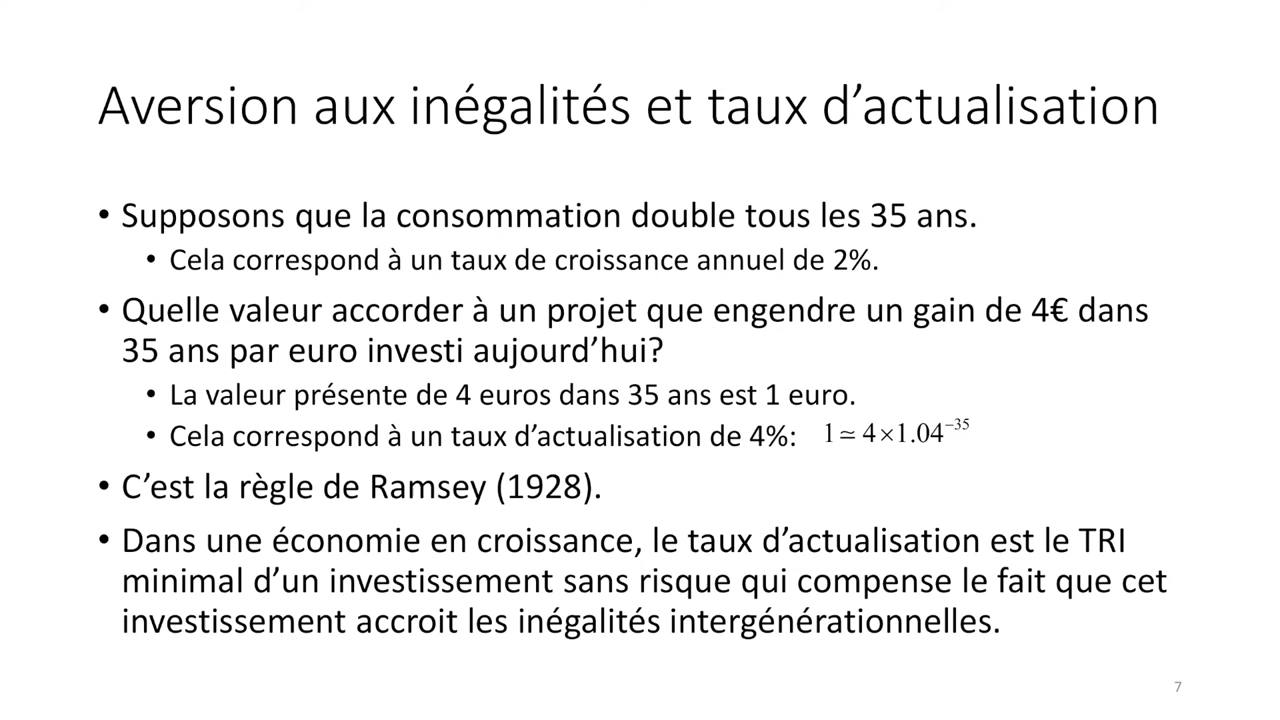 Aversion aux inégalités et taux d’actualisation
• Supposons que la consommation double tous les 35 ans.
• Cela correspond à un taux de croissance annuel de 2%.
• Quelle valeur accorder à un projet que engendre un gain de 4€ dans
35 ans par euro investi aujourd’hui?
• La valeur présente de 4 euros dans 35 ans est 1 euro.
• Cela correspond à un taux d’actualisation de 4%: 1 ≃ 4×1.04⁻³⁵
• C’est la règle de Ramsey (1928).
• Dans une économie en croissance, le taux d’actualisation est le TRI
minimal d’un investissement sans risque qui compense le fait que cet
investissement accroit les inégalités intergénérationnelles.
7